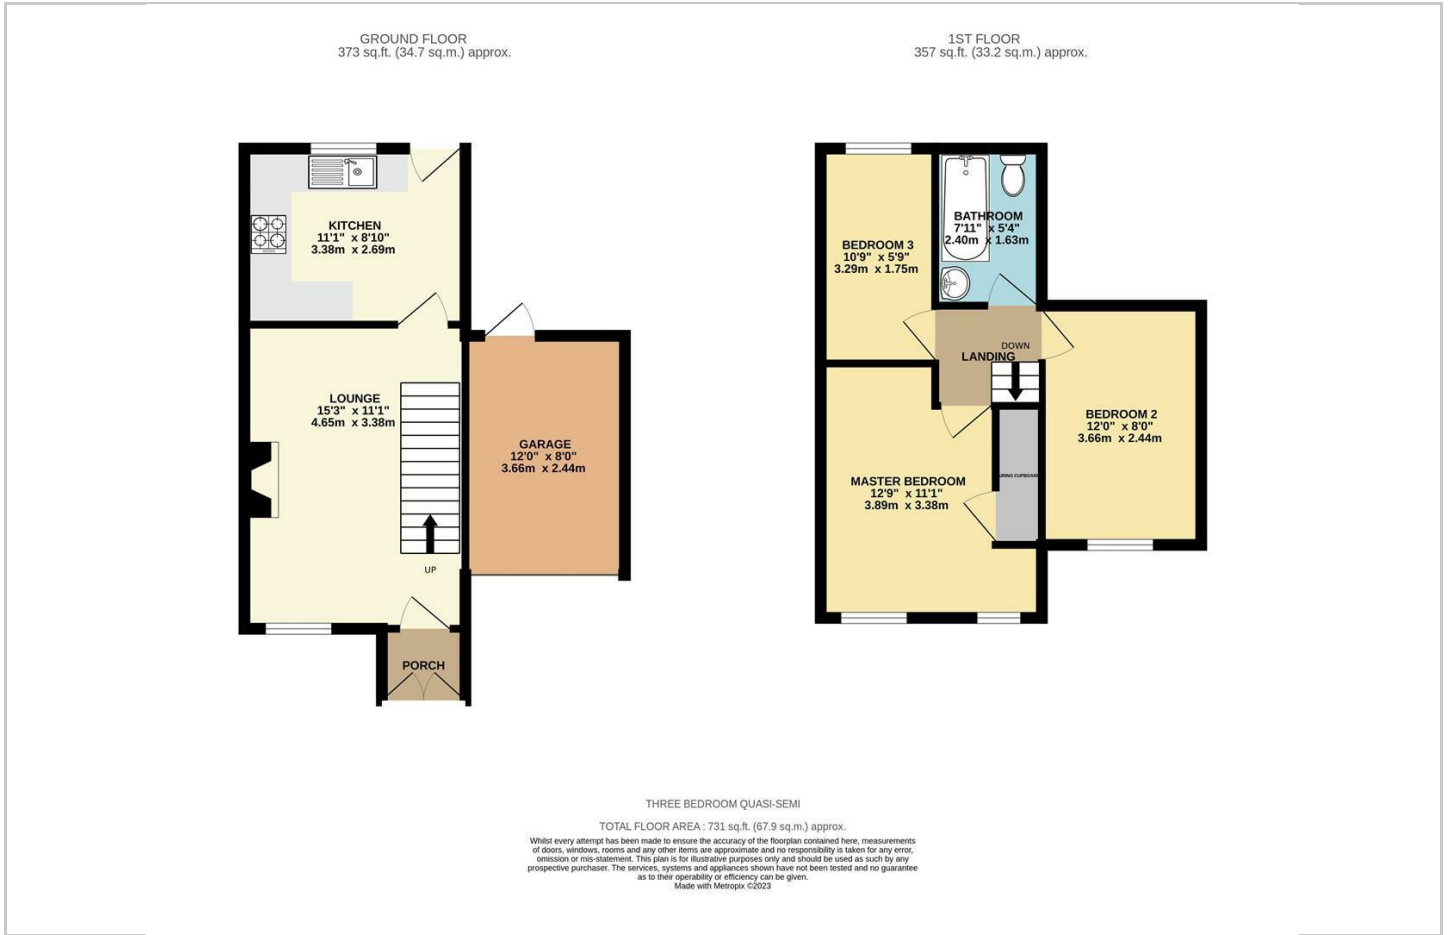 GROUND FLOOR
373 sq.ft. (34.7 sq.m.) approx.
1ST FLOOR
357 sq.ft. (33.2 sq.m.) approx.
KITCHEN
11'1" x 8'10"
3.38m x 2.69m
LOUNGE
15'3" x 11'1"
4.65m x 3.38m
UP
GARAGE
12'0" x 8'0"
3.66m x 2.44m
PORCH
BEDROOM 3
10'9" x 5'9"
3.29m x 1.75m
BATHROOM
7'11" x 5'4"
2.40m x 1.63m
DOWN
LANDING
BEDROOM 2
12'0" x 8'0"
3.66m x 2.44m
MASTER BEDROOM
12'9" x 11'1"
3.89m x 3.38m
THREE BEDROOM QUASI-SEMI
TOTAL FLOOR AREA : 731 sq.ft. (67.9 sq.m.) approx.
Whilst every attempt has been made to ensure the accuracy of the floorplan contained here, measurements
of doors, windows, rooms and any other items are approximate and no responsibility is taken for any error,
omission or mis-statement. This plan is for illustrative purposes only and should be used as such by any
prospective purchaser. The services, systems and appliances shown have not been tested and no guarantee
as to their operability or efficiency can be given.
Made with Metropix ©2023